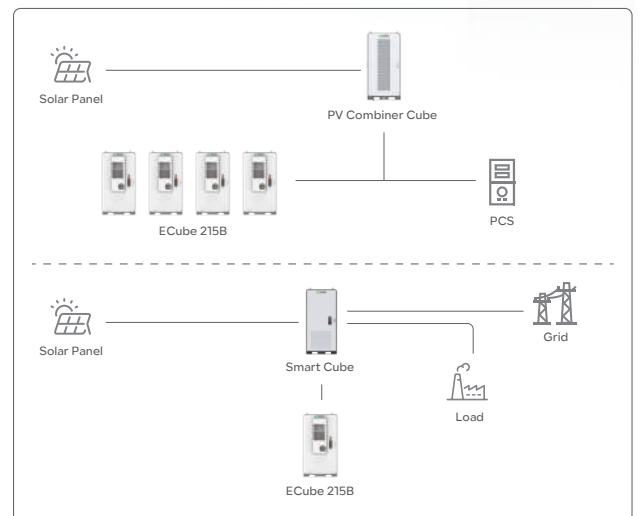 Solar Panel
PV Combiner Cube
ECube 215B
PCS
Solar Panel
Smart Cube
Grid
Load
ECube 215B